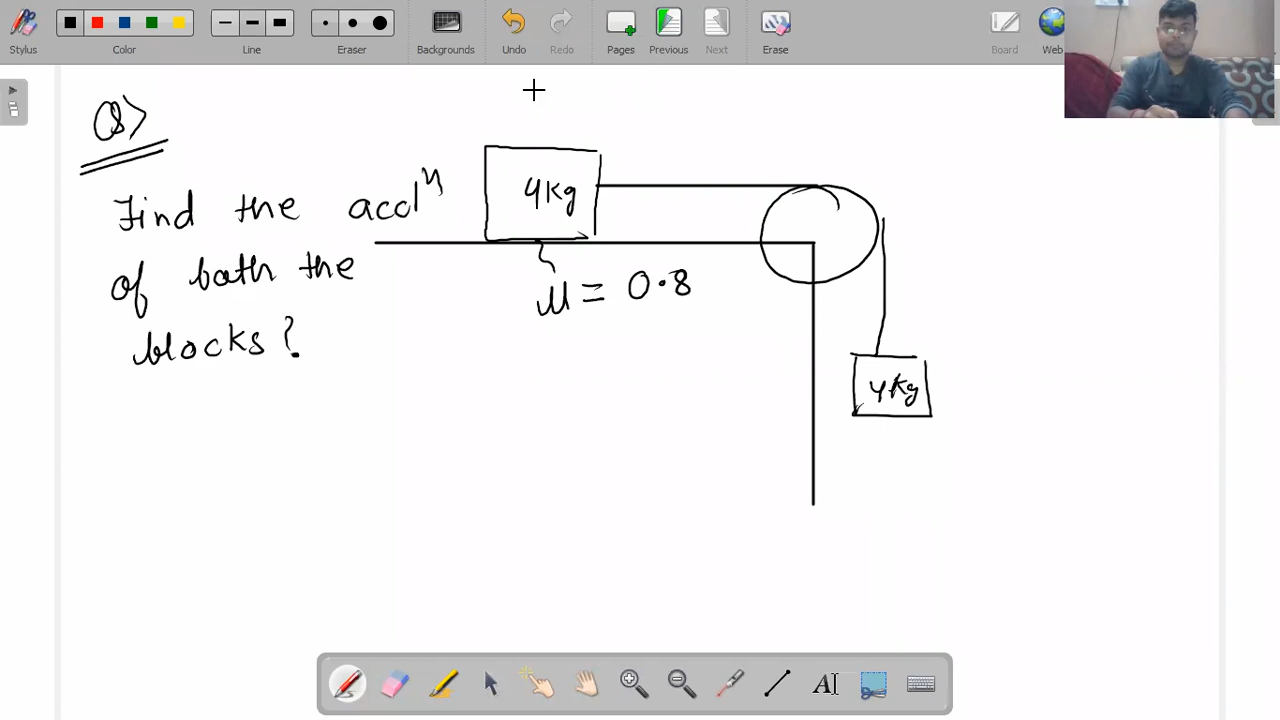 Stylus
Color
Line
Eraser
Backgrounds
Undo
Redo
Pages
Previous
Next
Erase
Board
Web
Q>
4Kg
Find the accln
of both the
blocks?
μ = 0.8
4Kg